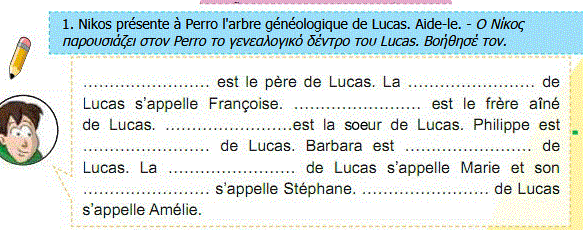 1. Nikos présente à Perro l'arbre généologique de Lucas. Aide-le. - Ο Νίκος
παρουσιάζει στον Perro το γενεαλογικό δέντρο του Lucas. Βοήθησέ τον.
................................ est le père de Lucas. La ................................ de
Lucas s'appelle Françoise. ................................ est le frère aîné
de Lucas. ................................est la soeur de Lucas. Philippe est
................................ de Lucas. Barbara est ................................ de
Lucas. La ................................ de Lucas s'appelle Marie et son
................................ s'appelle Stéphane. ................................ de Lucas
s'appelle Amélie.